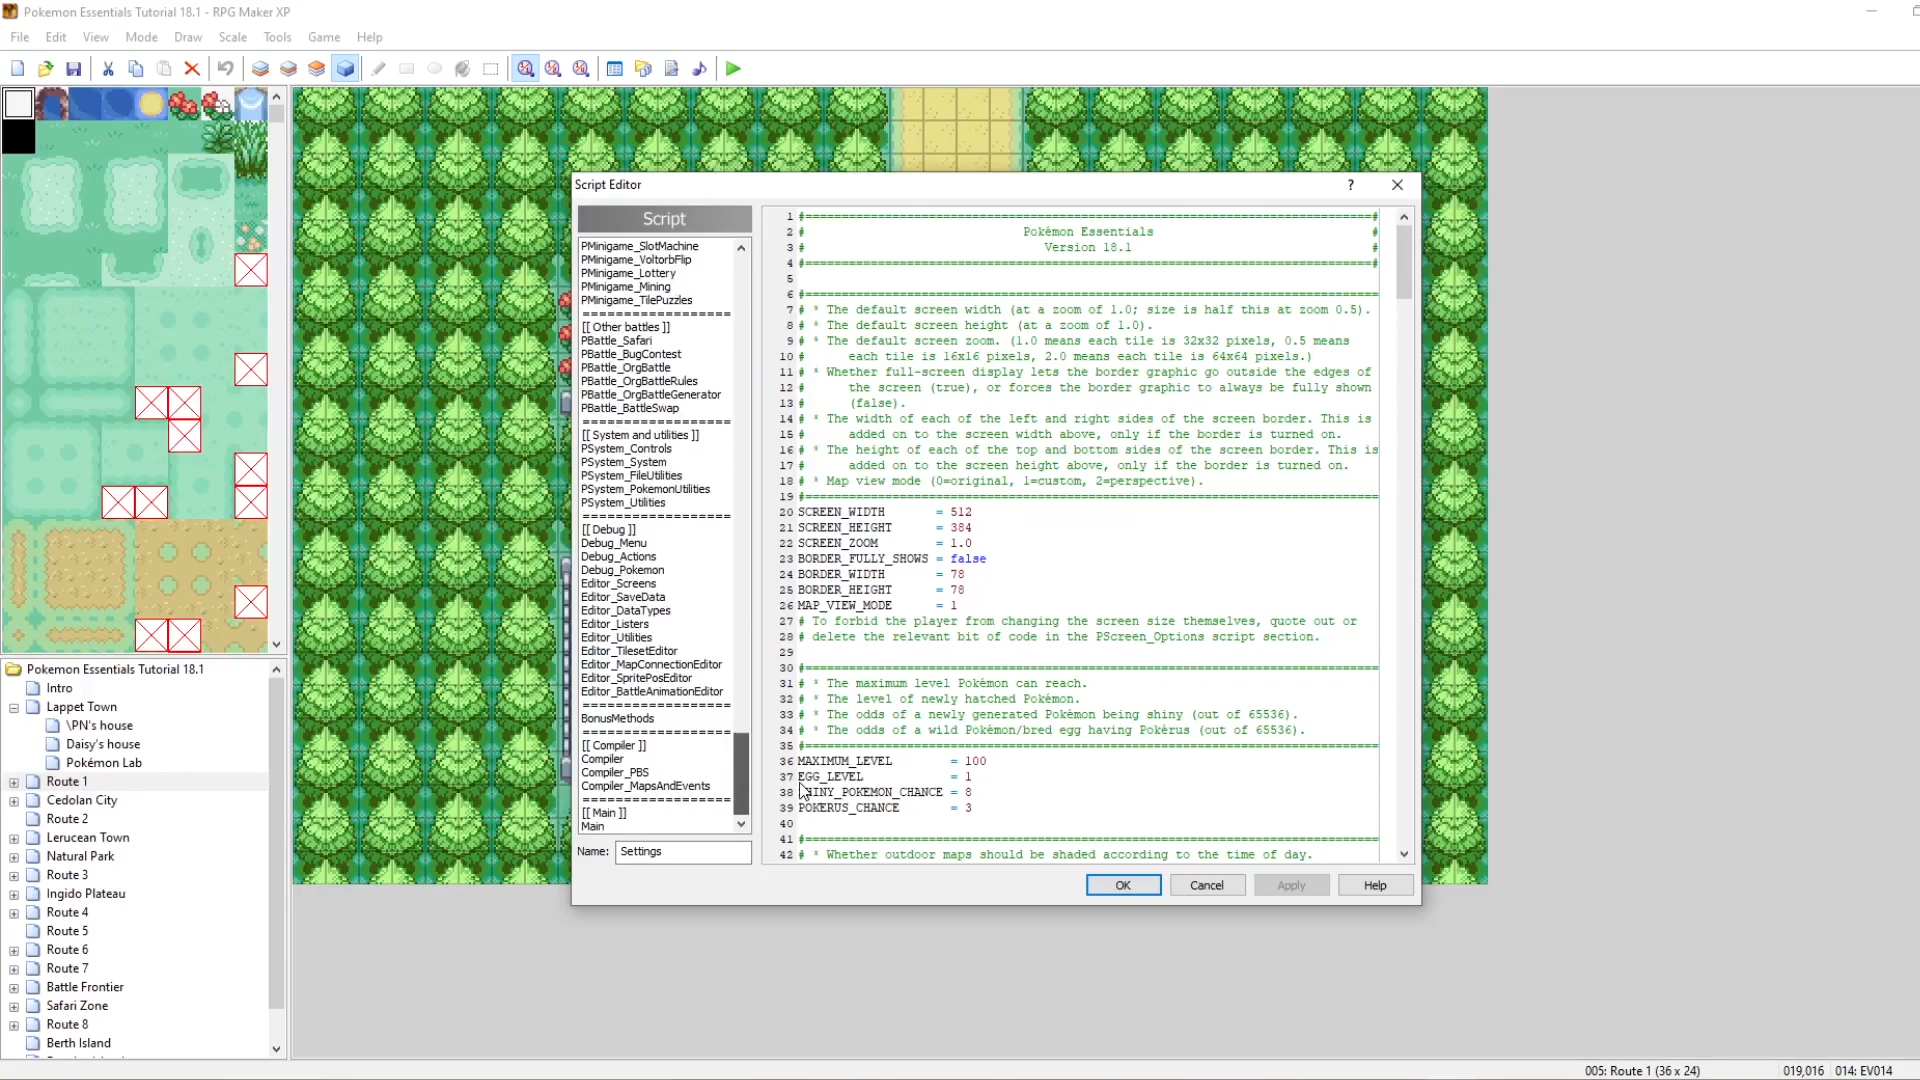 Pokemon Essentials Tutorial 18.1 - RPG Maker XP
File Edit View Mode Draw Scale Tools Game Help
Script Editor
?
Script
PMinigame_SlotMachine
PMinigame_VoltorbFlip
PMinigame_Lottery
PMinigame_Mining
PMinigame_TilePuzzles
====================
[[ Other battles ]]
PBattle_Safari
PBattle_BugContest
PBattle_OrgBattle
PBattle_OrgBattleRules
PBattle_OrgBattleGenerator
PBattle_BattleSwap
====================
[[ System and utilities ]]
PSystem_Controls
PSystem_System
PSystem_FileUtilities
PSystem_PokemonUtilities
PSystem_Utilities
====================
[[ Debug ]]
Debug_Menu
Debug_Actions
Debug_Pokemon
Editor_Screens
Editor_SaveData
Editor_DataTypes
Editor_Listers
Editor_Utilities
Editor_TilesetEditor
Editor_MapConnectionEditor
Editor_SpritePosEditor
Editor_BattleAnimationEditor
====================
BonusMethods
====================
[[ Compiler ]]
Compiler
Compiler_PBS
Compiler_MapsAndEvents
====================
[[ Main ]]
Main
Name: Settings
1 #==============================================================================#
2 # Pokémon Essentials #
3 # Version 18.1 #
4 #==============================================================================#
5
6 #===============================================================================
7 # * The default screen width (at a zoom of 1.0; size is half this at zoom 0.5).
8 # * The default screen height (at a zoom of 1.0).
9 # * The default screen zoom. (1.0 means each tile is 32x32 pixels, 0.5 means
10 # each tile is 16x16 pixels, 2.0 means each tile is 64x64 pixels.)
11 # * Whether full-screen display lets the border graphic go outside the edges of
12 # the screen (true), or forces the border graphic to always be fully shown
13 # (false).
14 # * The width of each of the left and right sides of the screen border. This is
15 # added on to the screen width above, only if the border is turned on.
16 # * The height of each of the top and bottom sides of the screen border. This is
17 # added on to the screen height above, only if the border is turned on.
18 # * Map view mode (0=original, 1=custom, 2=perspective).
19 #===============================================================================
20 SCREEN_WIDTH = 512
21 SCREEN_HEIGHT = 384
22 SCREEN_ZOOM = 1.0
23 BORDER_FULLY_SHOWS = false
24 BORDER_WIDTH = 78
25 BORDER_HEIGHT = 78
26 MAP_VIEW_MODE = 1
27 # To forbid the player from changing the screen size themselves, quote out or
28 # delete the relevant bit of code in the PScreen_Options script section.
29
30 #===============================================================================
31 # * The maximum level Pokémon can reach.
32 # * The level of newly hatched Pokémon.
33 # * The odds of a newly generated Pokémon being shiny (out of 65536).
34 # * The odds of a wild Pokémon/bred egg having Pokérus (out of 65536).
35 #===============================================================================
36 MAXIMUM_LEVEL = 100
37 EGG_LEVEL = 1
38 SHINY_POKEMON_CHANCE = 8
39 POKERUS_CHANCE = 3
40
41 #===============================================================================
42 # * Whether outdoor maps should be shaded according to the time of day.
OK Cancel Apply Help
Pokemon Essentials Tutorial 18.1
Intro
Lappet Town
\PN's house
Daisy's house
Pokémon Lab
Route 1
Cedolan City
Route 2
Lerucean Town
Natural Park
Route 3
Ingido Plateau
Route 4
Route 5
Route 6
Route 7
Battle Frontier
Safari Zone
Route 8
Berth Island
005: Route 1 (36 x 24) 019,016 014: EV014